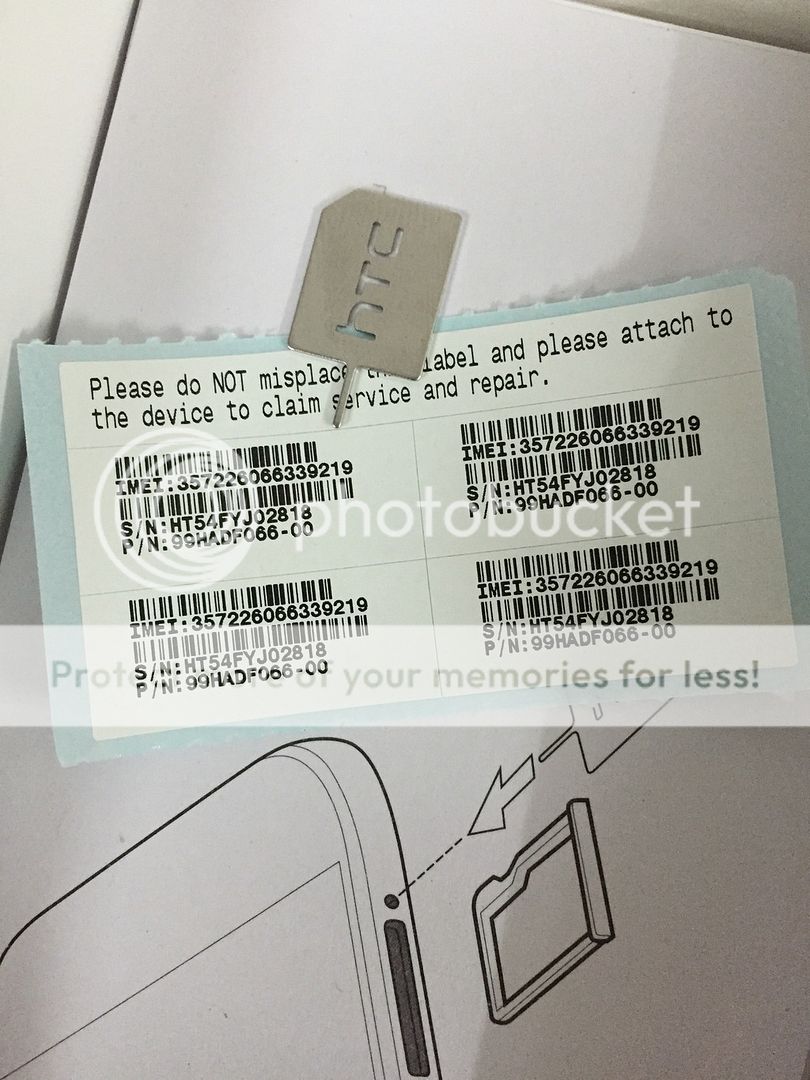 hTC
Please do NOT misplace label and please attach to
the device to claim service and repair.
IMEI:357226066339219
S/N:HT54FYJ02818
P/N:99HADF066-00
IMEI:357226066339219
S/N:HT54FYJ02818
P/N:99HADF066-00
photobucket
IMEI:357226066339219
S/N:HT54FYJ02818
P/N:99HADF066-00
IMEI:357226066339219
S/N:HT54FYJ02818
P/N:99HADF066-00
of your memories for less!